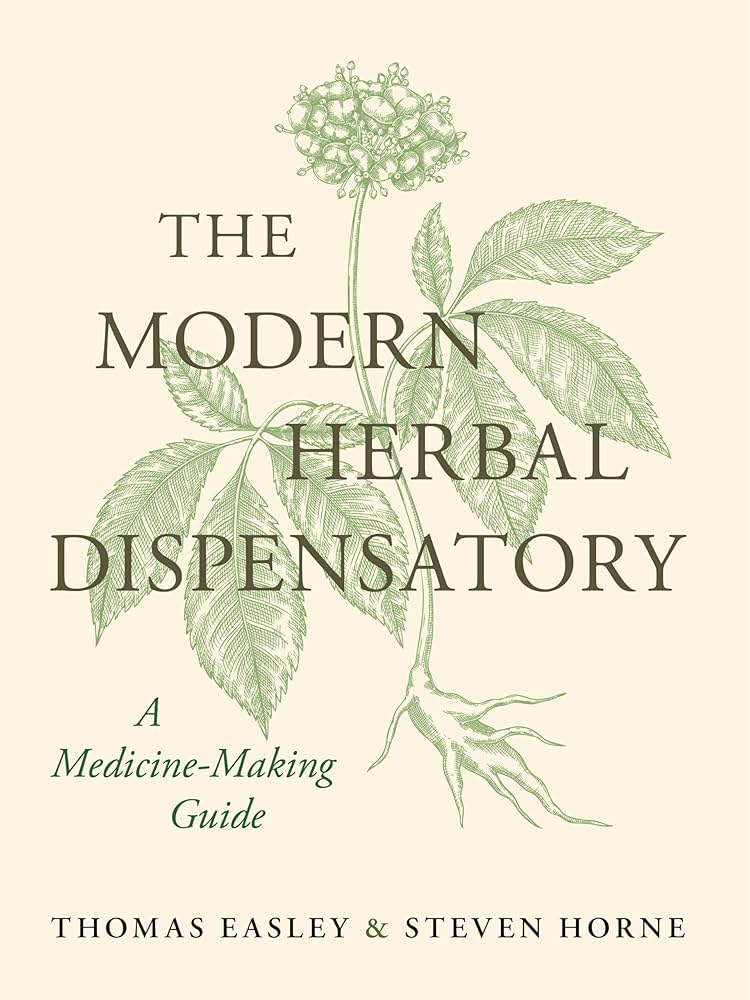 THE
MODERN
HERBAL
DISPENSATORY
A
Medicine-Making
Guide
THOMAS EASLEY & STEVEN HORNE